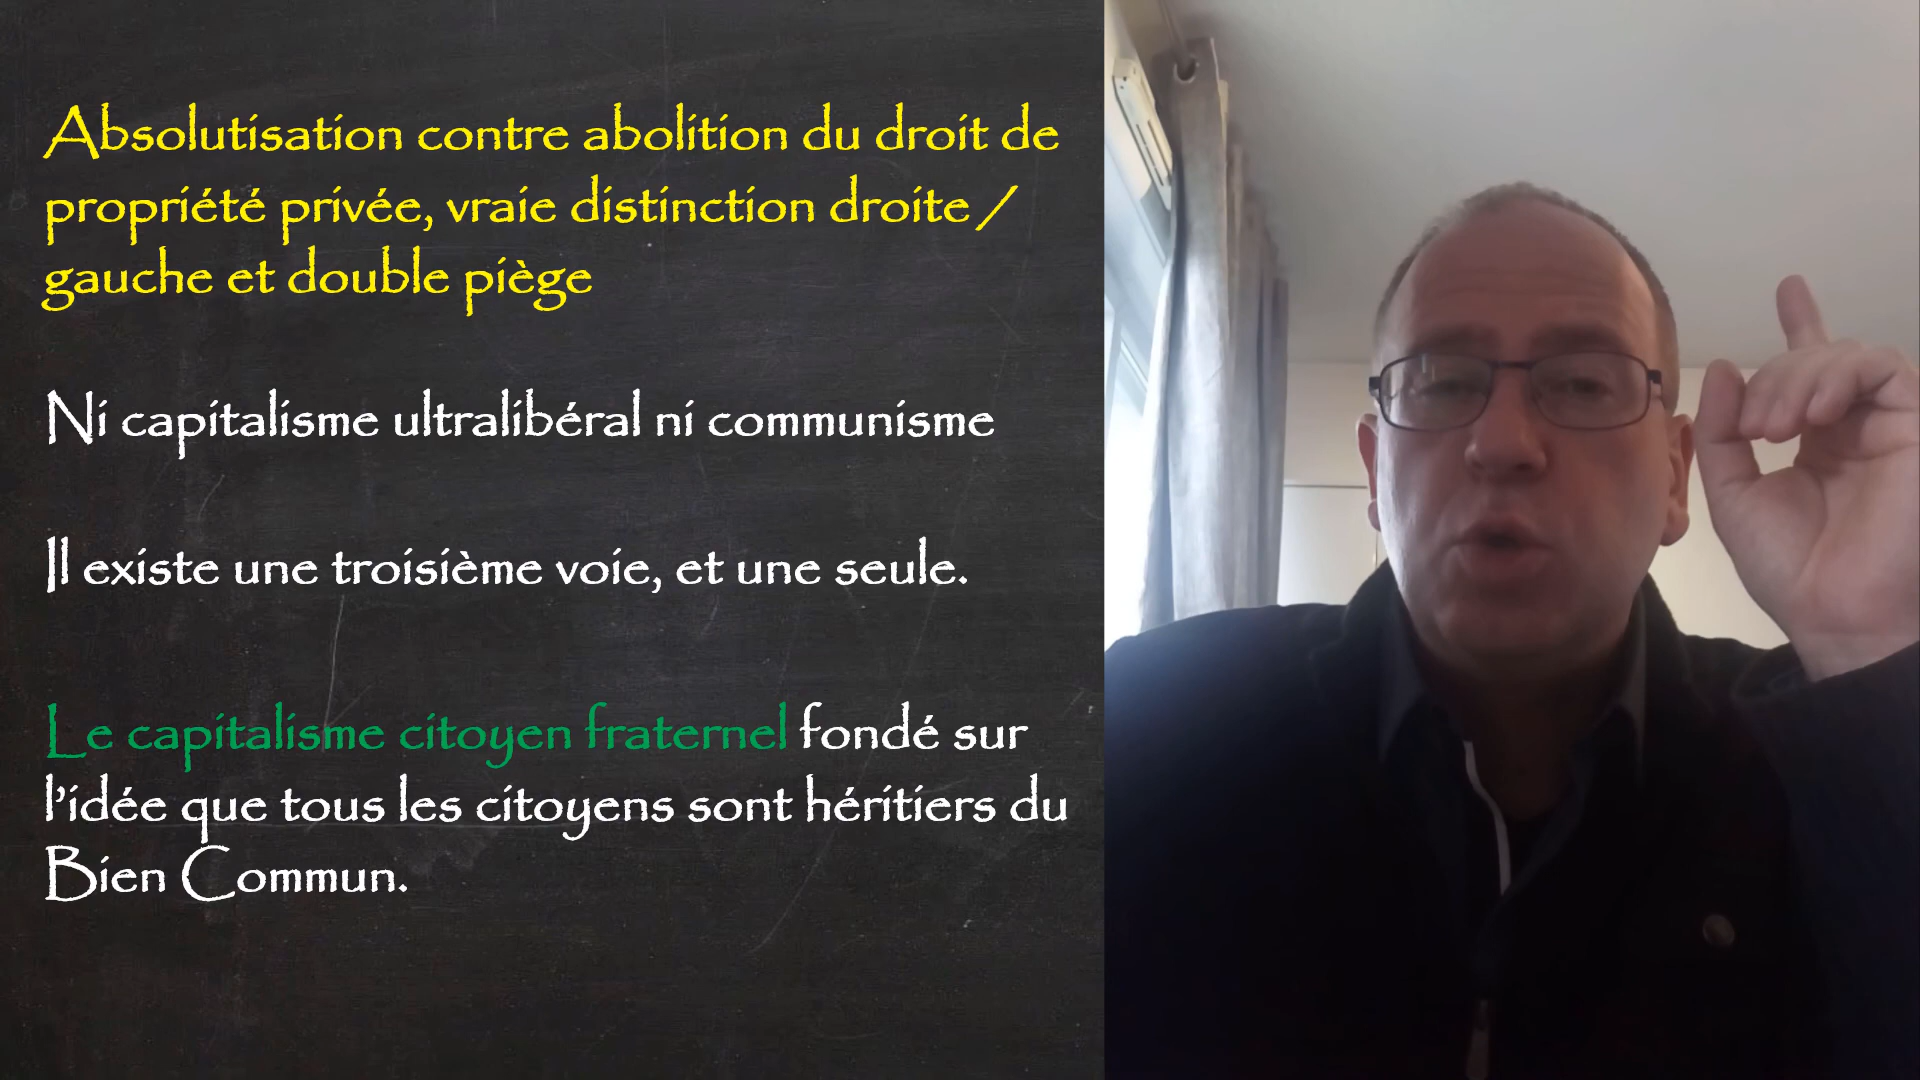 Absolutisation contre abolition du droit de
propriété privée, vraie distinction droite /
gauche et double piège
Ni capitalisme ultralibéral ni communisme
Il existe une troisième voie, et une seule.
Le capitalisme citoyen fraternel fondé sur
l'idée que tous les citoyens sont héritiers du
Bien Commun.